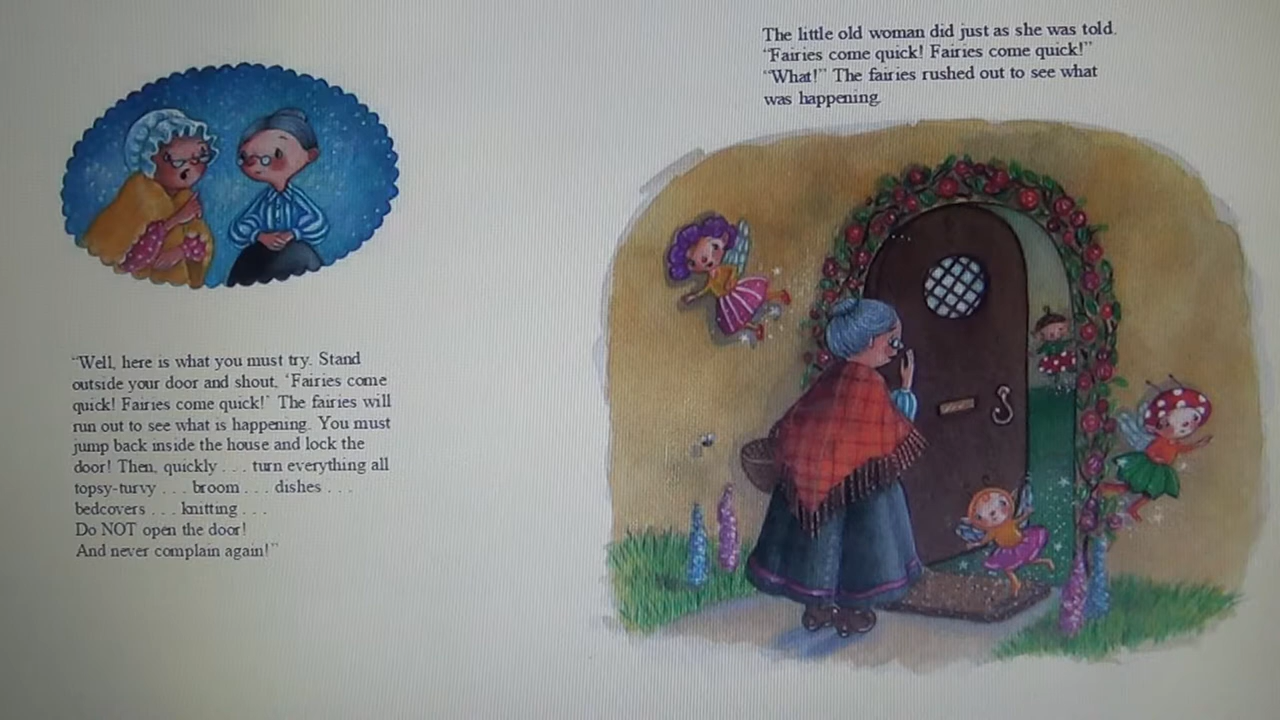 “Well, here is what you must try. Stand
outside your door and shout, ‘Fairies come
quick! Fairies come quick!’ The fairies will
run out to see what is happening. You must
jump back inside the house and lock the
door! Then, quickly . . . turn everything all
topsy-turvy . . . broom . . . dishes . . .
bedcovers . . . knitting . . .
Do NOT open the door!
And never complain again!”
The little old woman did just as she was told.
“Fairies come quick! Fairies come quick!”
“What!” The fairies rushed out to see what
was happening.